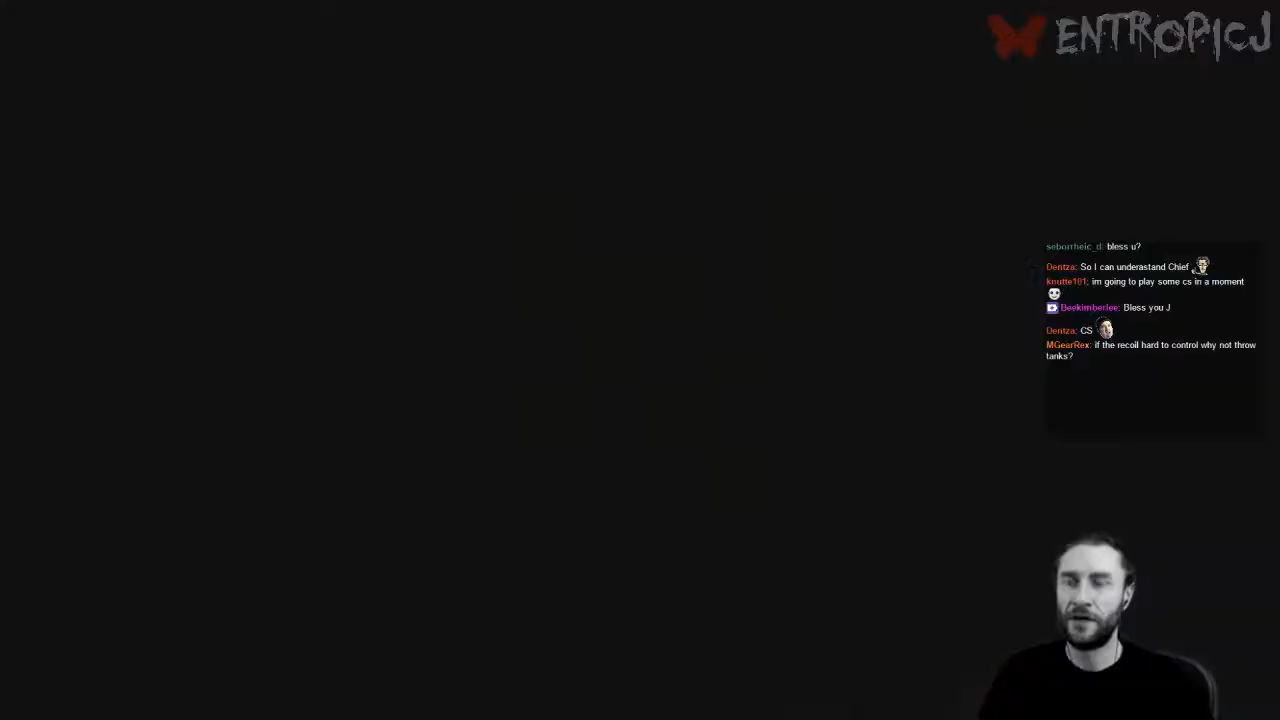 ENTROPICJ
seborrheic_d: bless u?
Dentza: So I can underastand Chief
knutte101: im going to play some cs in a moment
Beekimberlee: Bless you J
Dentza: CS
MGearRex: if the recoil hard to control why not throw
tanks?